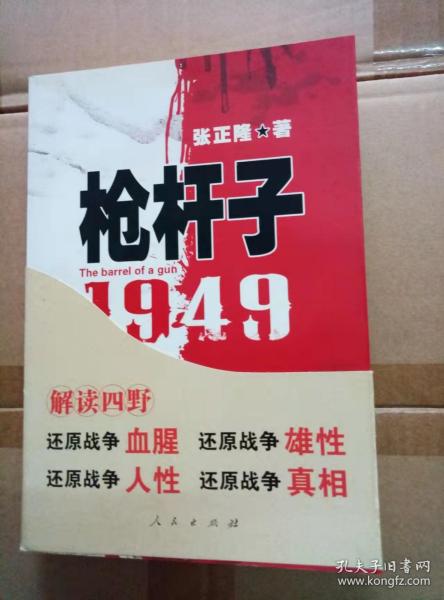 张正隆★著
枪杆子
The barrel of a gun
1949
解读四野
还原战争 血腥 还原战争 雄性
还原战争 人性 还原战争 真相
人民出版社
孔夫子旧书网
www.kongfz.com